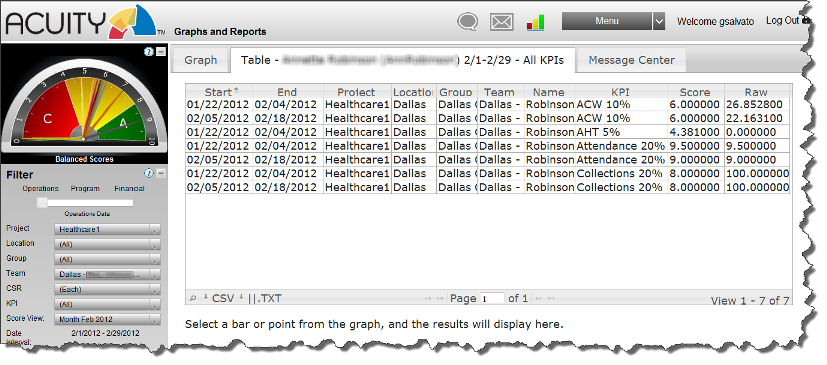 ACUITY TM Graphs and Reports Menu Welcome gsalvato Log Out
Graph Table - ) 2/1-2/29 - All KPIs Message Center
C A
Balanced Scores
Start End Project Location Group Team Name KPI Score Raw
01/22/2012 02/04/2012 Healthcare1 Dallas Dallas Dallas - Robinson ACW 10% 6.000000 26.852800
02/05/2012 02/18/2012 Healthcare1 Dallas Dallas Dallas - Robinson ACW 10% 6.000000 22.163100
01/22/2012 02/04/2012 Healthcare1 Dallas Dallas Dallas - Robinson AHT 5% 4.381000 0.000000
01/22/2012 02/04/2012 Healthcare1 Dallas Dallas Dallas - Robinson Attendance 20% 9.500000 9.500000
02/05/2012 02/18/2012 Healthcare1 Dallas Dallas Dallas - Robinson Attendance 20% 9.000000 9.000000
01/22/2012 02/04/2012 Healthcare1 Dallas Dallas Dallas - Robinson Collections 20% 8.000000 100.000000
02/05/2012 02/18/2012 Healthcare1 Dallas Dallas Dallas - Robinson Collections 20% 8.000000 100.000000
CSV ||.TXT Page 1 of 1 View 1 - 7 of 7
Select a bar or point from the graph, and the results will display here.
Filter
Operations Program Financial
Operations Data
Project Healthcare1
Location (All)
Group (All)
Team Dallas - ...
CSR (Each)
KPI (All)
Score View: Month Feb 2012
Date 2/1/2012 - 2/29/2012
Interval: